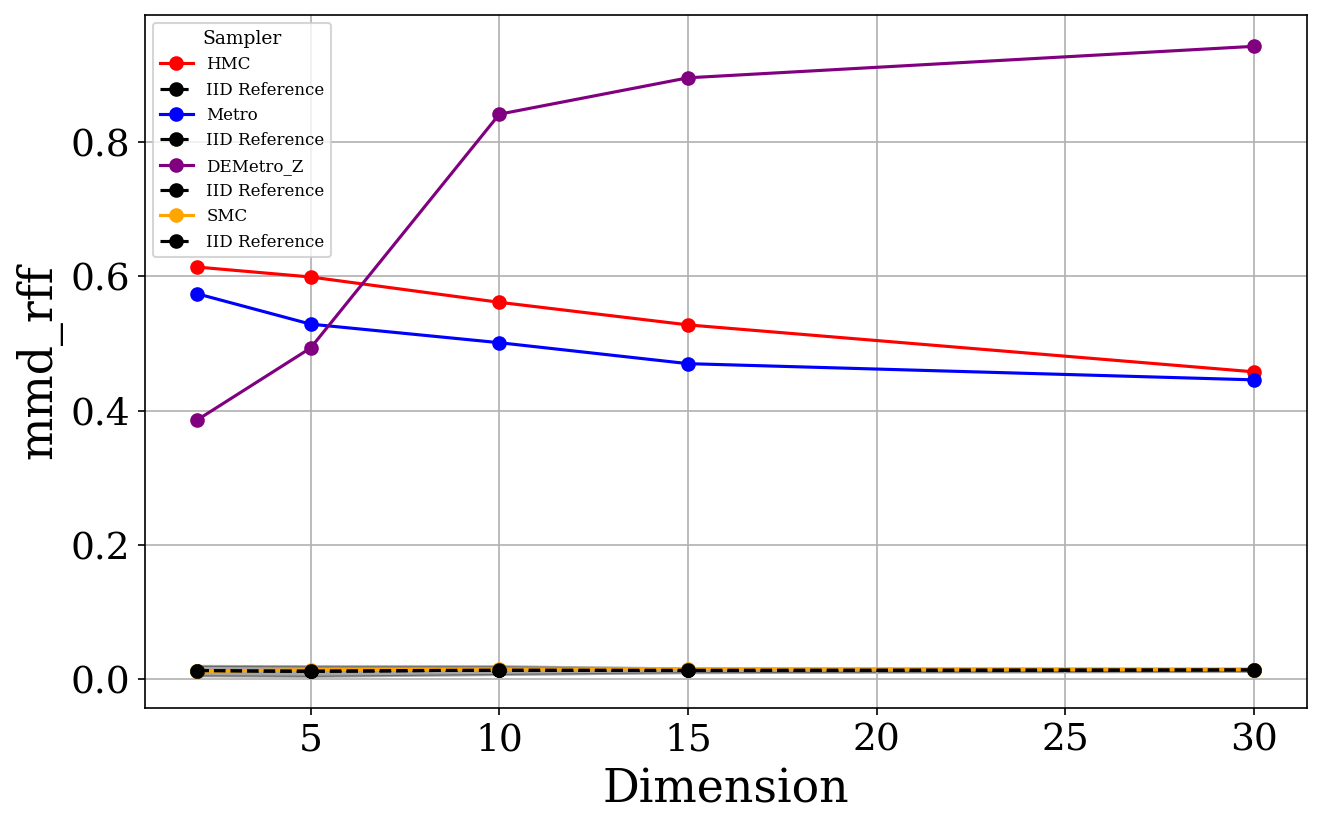 Sampler
HMC
IID Reference
Metro
IID Reference
DEMetro_Z
IID Reference
SMC
IID Reference
mmd_rff
0.8
0.6
0.4
0.2
0.0
5 10 15 20 25 30
Dimension